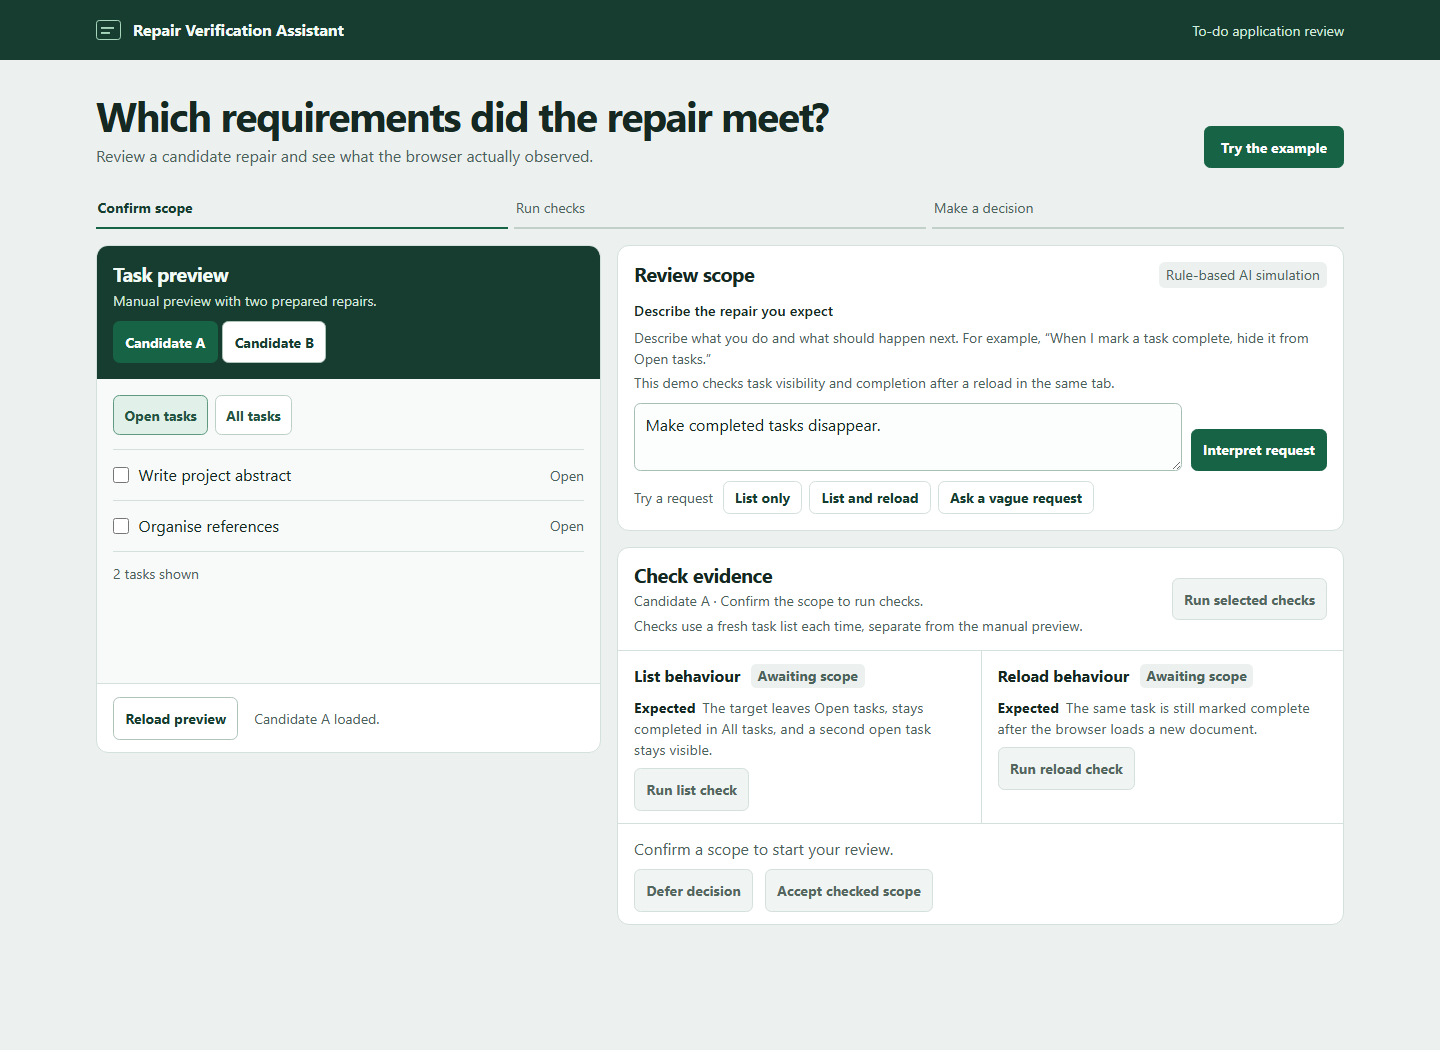 Repair Verification Assistant
To-do application review
Which requirements did the repair meet?
Review a candidate repair and see what the browser actually observed.
Try the example
Confirm scope
Run checks
Make a decision
Task preview
Manual preview with two prepared repairs.
Candidate A
Candidate B
Open tasks
All tasks
Write project abstract
Open
Organise references
Open
2 tasks shown
Reload preview
Candidate A loaded.
Review scope
Rule-based AI simulation
Describe the repair you expect
Describe what you do and what should happen next. For example, “When I mark a task complete, hide it from
Open tasks.”
This demo checks task visibility and completion after a reload in the same tab.
Make completed tasks disappear.
Interpret request
Try a request
List only
List and reload
Ask a vague request
Check evidence
Candidate A · Confirm the scope to run checks.
Checks use a fresh task list each time, separate from the manual preview.
Run selected checks
List behaviour
Awaiting scope
Expected The target leaves Open tasks, stays
completed in All tasks, and a second open task
stays visible.
Run list check
Reload behaviour
Awaiting scope
Expected The same task is still marked complete
after the browser loads a new document.
Run reload check
Confirm a scope to start your review.
Defer decision
Accept checked scope